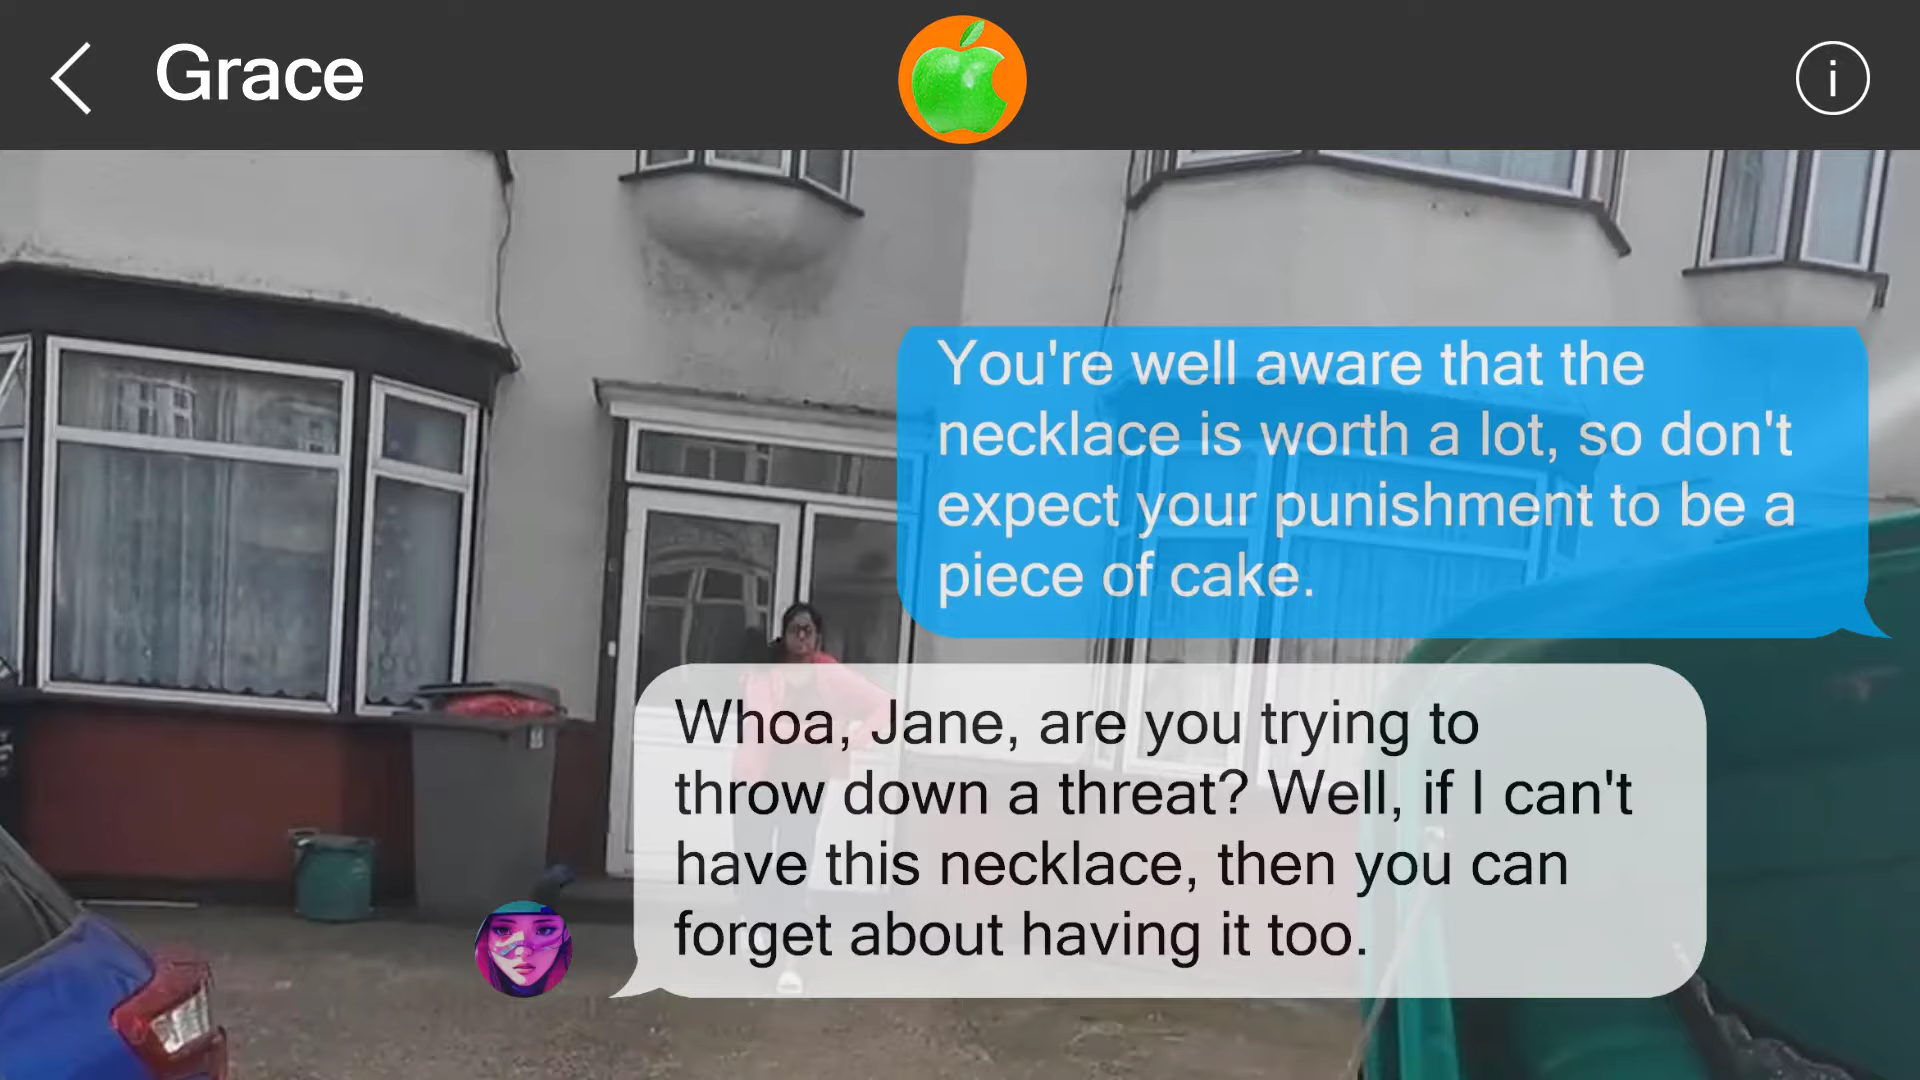 Grace
You're well aware that the
necklace is worth a lot, so don't
expect your punishment to be a
piece of cake.
Whoa, Jane, are you trying to
throw down a threat? Well, if I can't
have this necklace, then you can
forget about having it too.